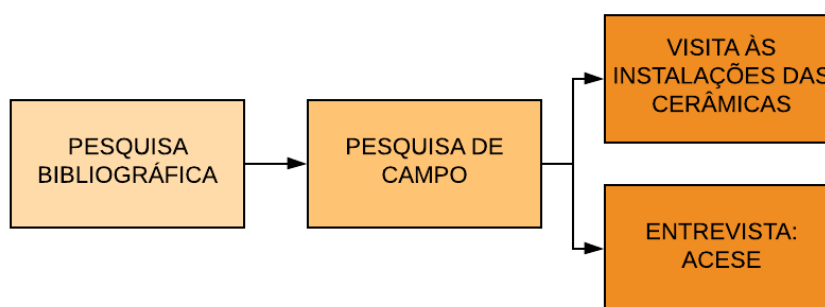 PESQUISA
BIBLIOGRÁFICA
PESQUISA DE
CAMPO
VISITA ÀS
INSTALAÇÕES DAS
CERÂMICAS
ENTREVISTA:
ACESE